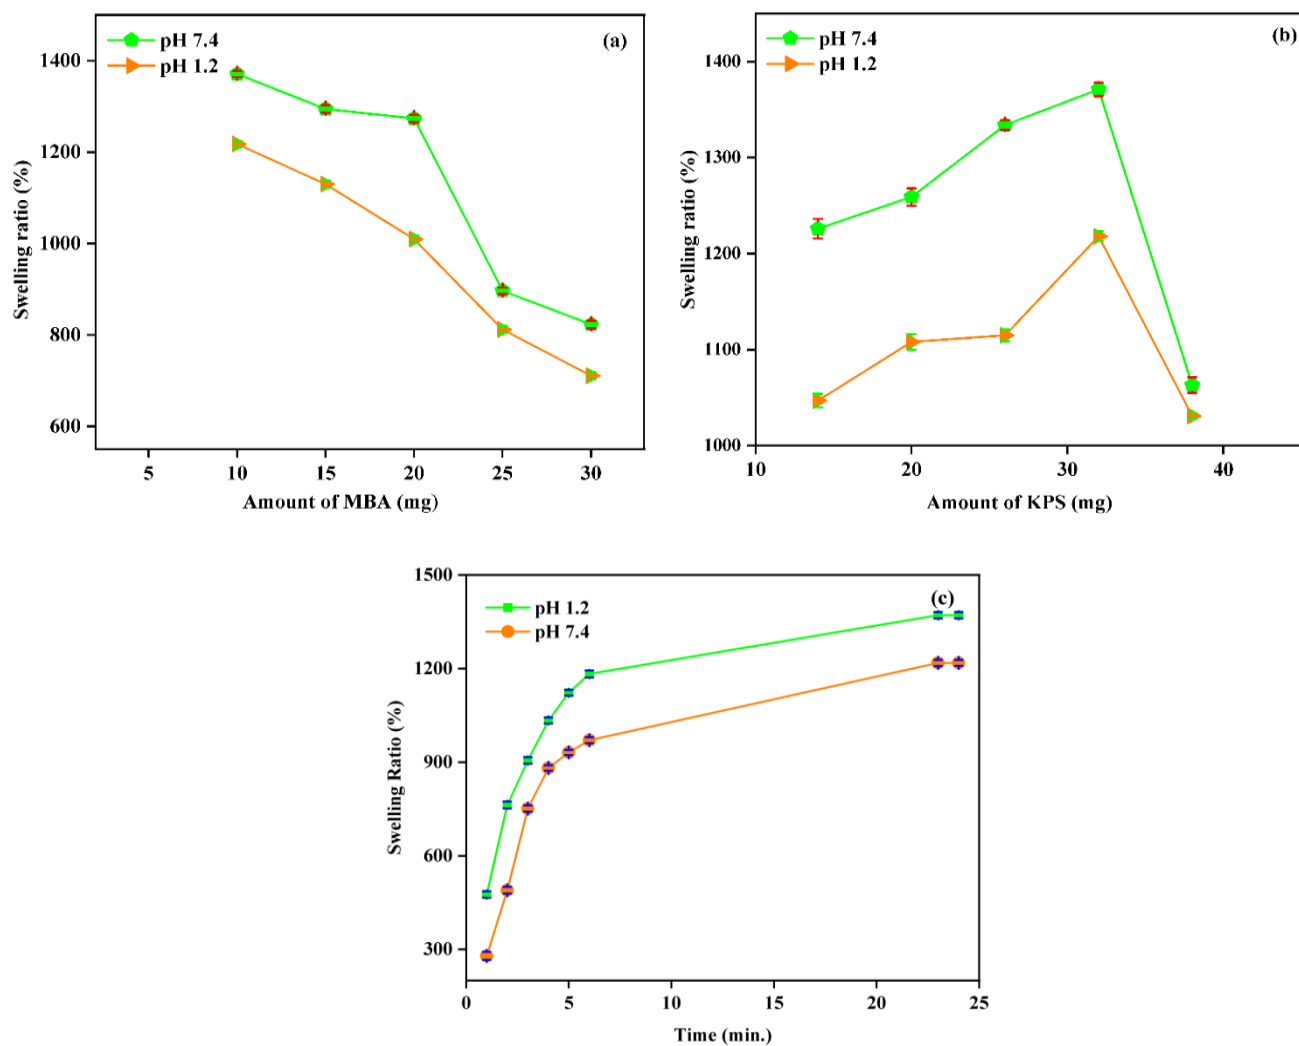 (a)
pH 7.4
pH 1.2
1400
1200
1000
800
600
Swelling ratio (%)
5 10 15 20 25 30
Amount of MBA (mg)
(b)
pH 7.4
pH 1.2
1400
1300
1200
1100
1000
Swelling ratio (%)
10 20 30 40
Amount of KPS (mg)
(c)
pH 1.2
pH 7.4
1500
1200
900
600
300
Swelling Ratio (%)
0 5 10 15 20 25
Time (min.)